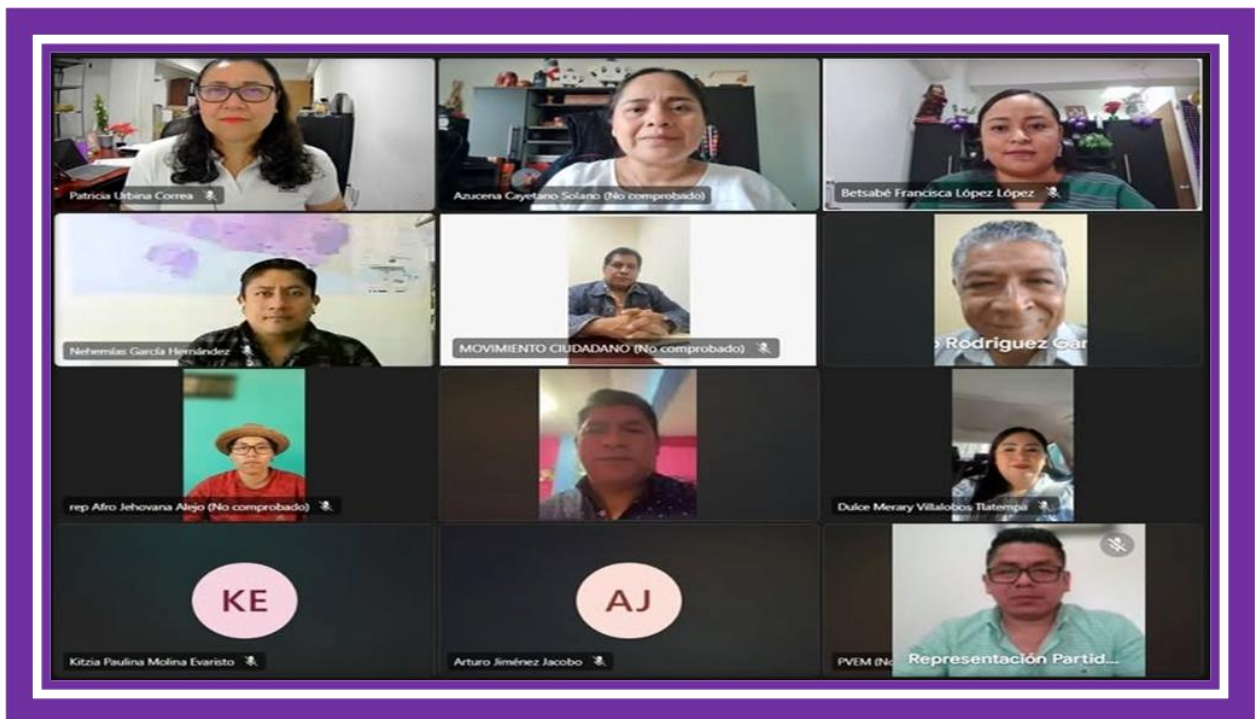 Patricia Urbina Correa
Azucena Cayetano Solano (No comprobado)
Betsabé Francisca López López
Nehemías García Hernández
MOVIMIENTO CIUDADANO (No comprobado)
Rodriguez Gar
rep Afro Jehovana Alejo (No comprobado)
Dulce Merary Villalobos Tlatempa
KE
Kitzia Paulina Molina Evaristo
AJ
Arturo Jiménez Jacobo
PVEM (No
Representación Partid...